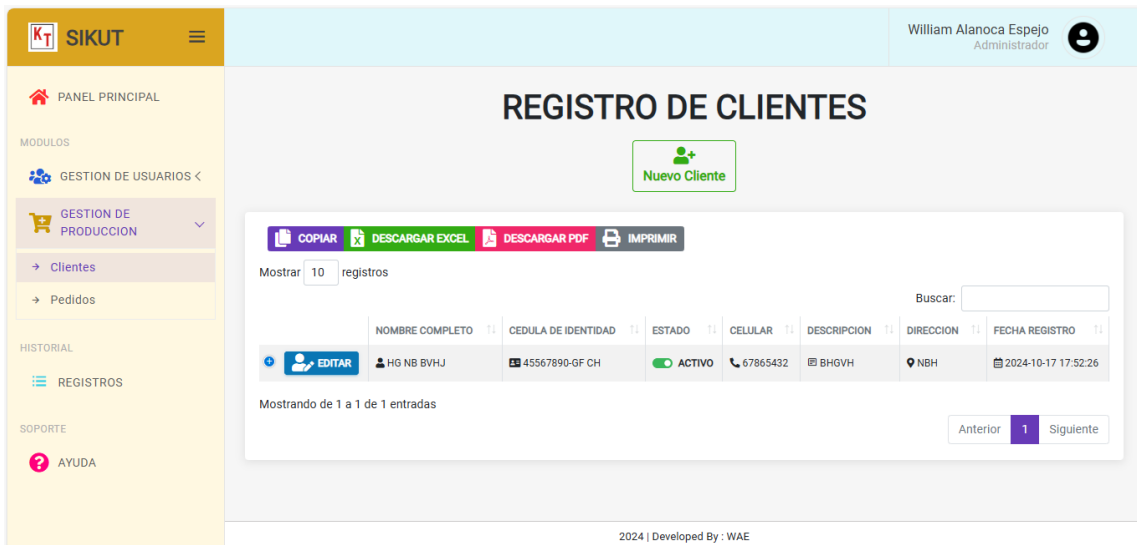 KT SIKUT
William Alanoca Espejo
Administrador
PANEL PRINCIPAL
MODULOS
GESTION DE USUARIOS
GESTION DE
PRODUCCION
Clientes
Pedidos
HISTORIAL
REGISTROS
SOPORTE
AYUDA
REGISTRO DE CLIENTES
Nuevo Cliente
COPIAR DESCARGAR EXCEL DESCARGAR PDF IMPRIMIR
Mostrar 10 registros
Buscar:
NOMBRE COMPLETO CEDULA DE IDENTIDAD ESTADO CELULAR DESCRIPCION DIRECCION FECHA REGISTRO
EDITAR HG NB BVHJ 45567890-GF CH ACTIVO 67865432 BHGVH NBH 2024-10-17 17:52:26
Mostrando de 1 a 1 de 1 entradas
Anterior 1 Siguiente
2024 | Developed By : WAE